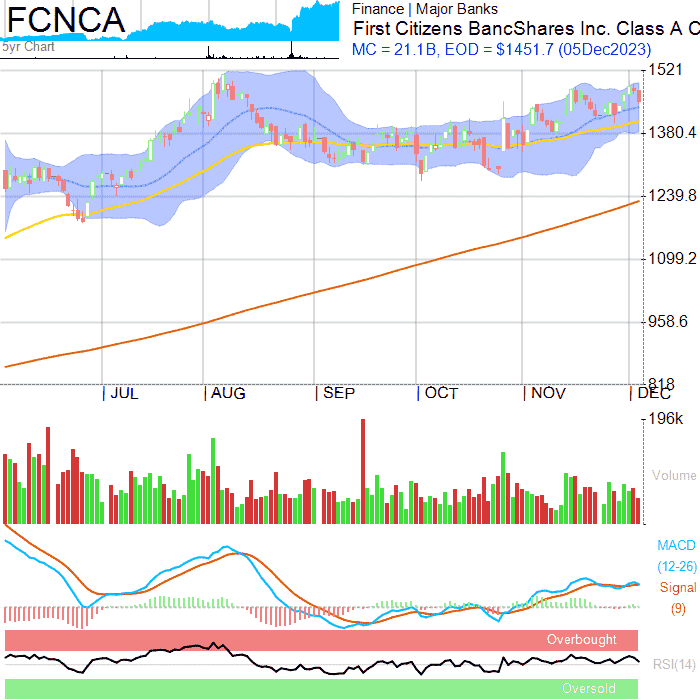 FCNCA
5yr Chart
Finance | Major Banks
First Citizens BancShares Inc. Class A C
MC = 21.1B, EOD = $1451.7 (05Dec2023)
1521
1380.4
1239.8
1099.2
958.6
818
JUL AUG SEP OCT NOV DEC
196k
Volume
MACD
(12-26)
Signal
(9)
Overbought
RSI(14)
Oversold